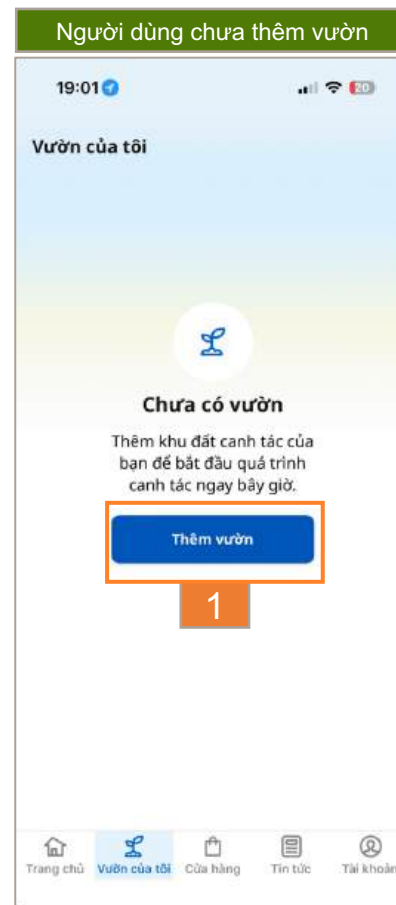 Người dùng chưa thêm vườn
19:01
20
Vườn của tôi
Chưa có vườn
Thêm khu đất canh tác của
bạn để bắt đầu quá trình
canh tác ngay bây giờ.
Thêm vườn
1
Trang chủ Vườn của tôi Cửa hàng Tin tức Tài khoản